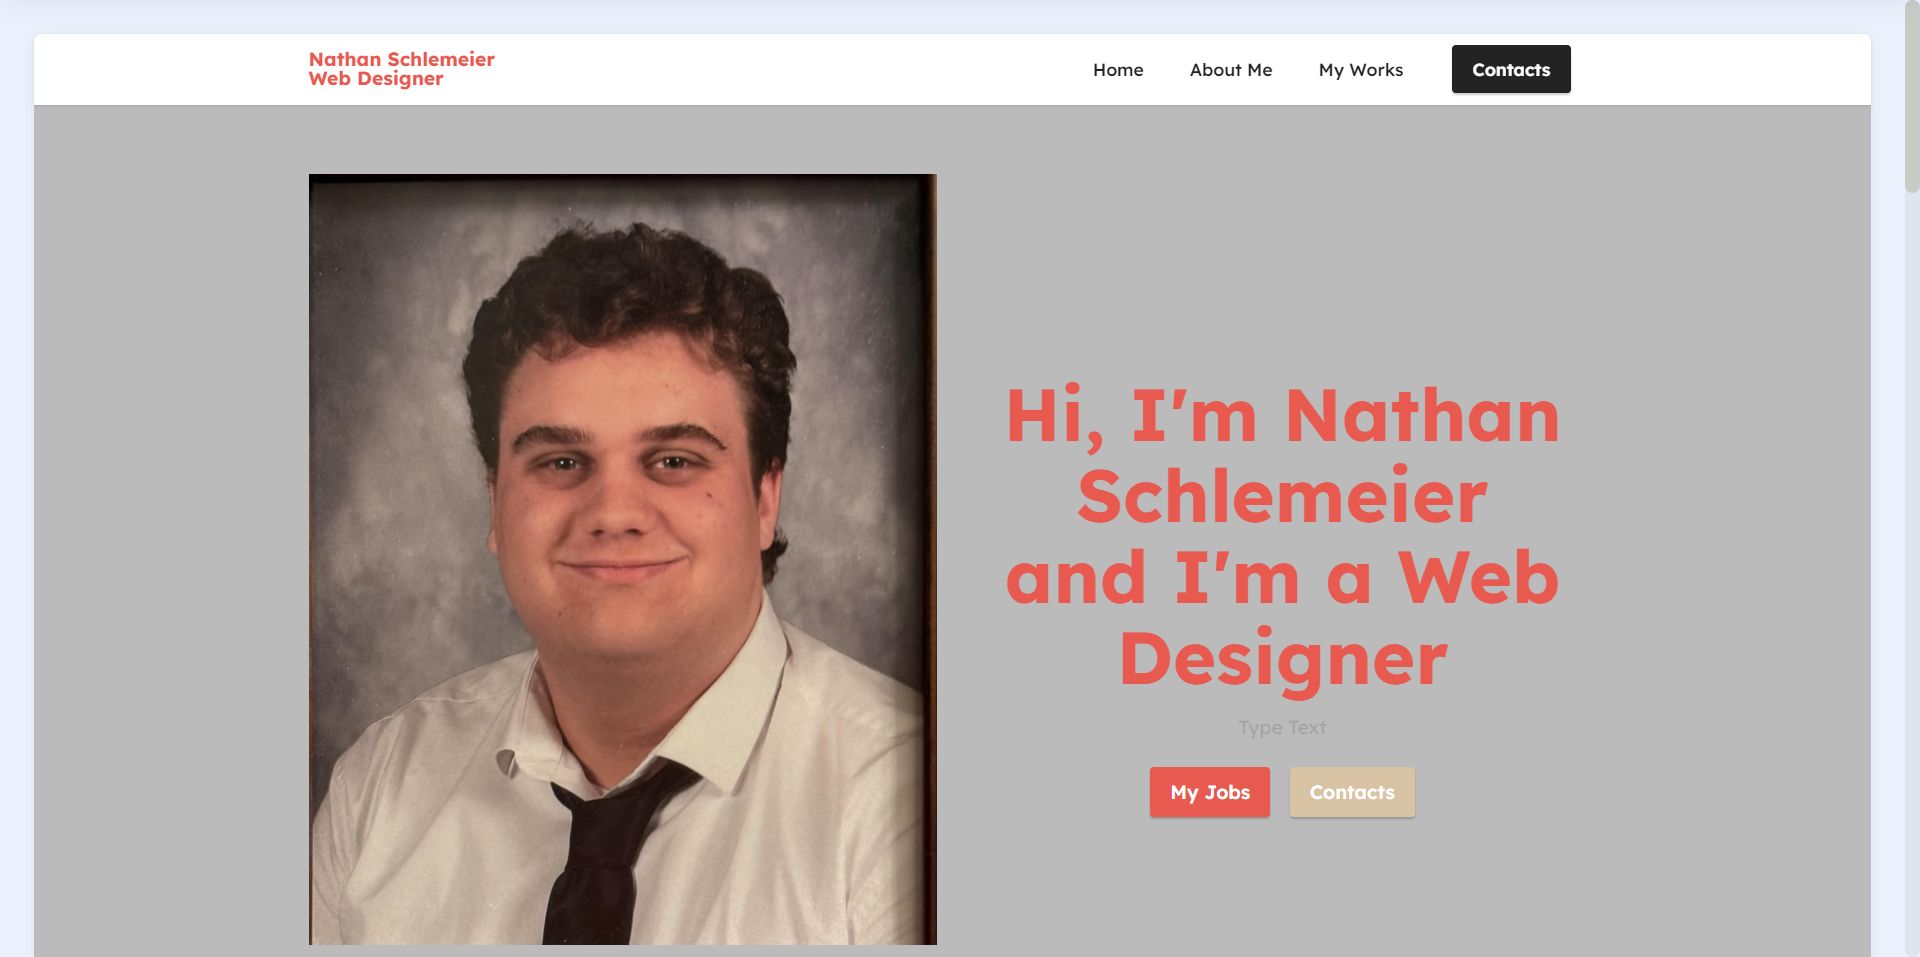 Nathan Schlemeier
Web Designer
Home
About Me
My Works
Contacts
Hi, I'm Nathan
Schlemeier
and I'm a Web
Designer
Type Text
My Jobs
Contacts